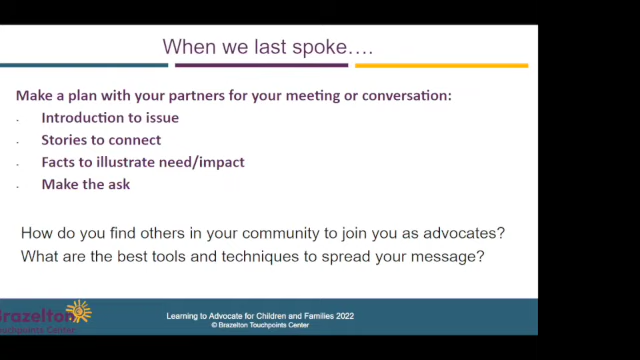 When we last spoke….
Make a plan with your partners for your meeting or conversation:
· Introduction to issue
· Stories to connect
· Facts to illustrate need/impact
· Make the ask
How do you find others in your community to join you as advocates?
What are the best tools and techniques to spread your message?
Brazelton
Touchpoints Center
Learning to Advocate for Children and Families 2022
© Brazelton Touchpoints Center